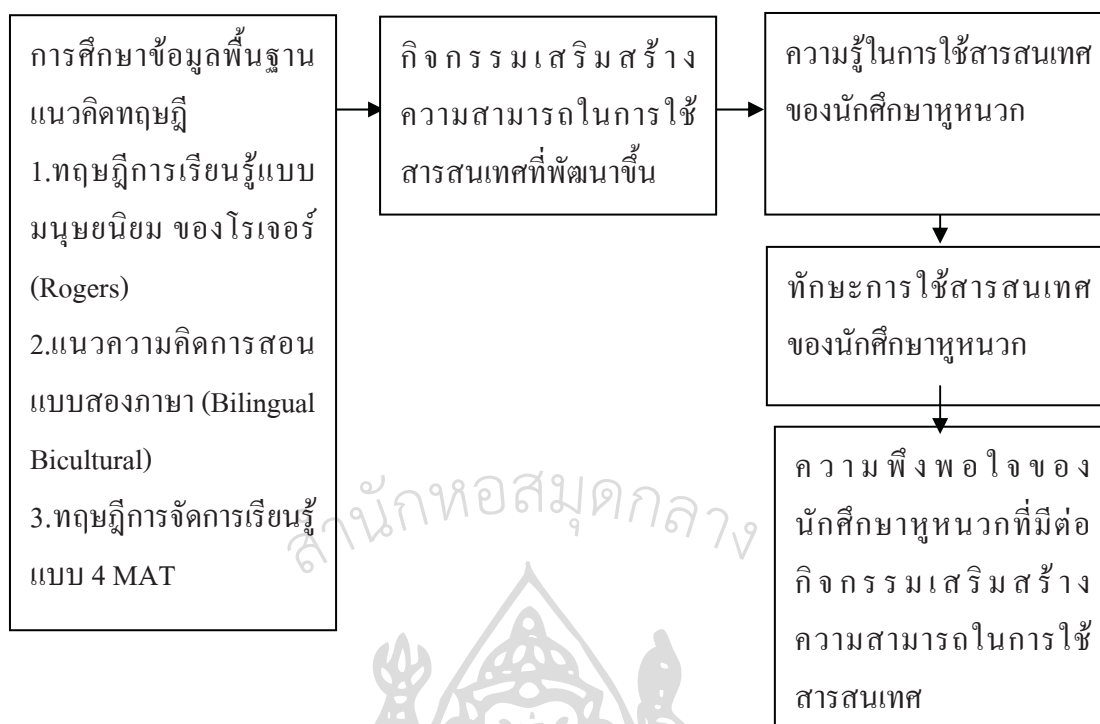 การศึกษาข้อมูลพื้นฐาน
แนวคิดทฤษฎี
1.ทฤษฎีการเรียนรู้แบบ
มนุษยนิยม ของโรเจอร์
(Rogers)
2.แนวความคิดการสอน
แบบสองภาษา (Bilingual
Bicultural)
3.ทฤษฎีการจัดการเรียนรู้
แบบ 4 MAT
กิจกรรมเสริมสร้าง
ความสามารถในการใช้
สารสนเทศที่พัฒนาขึ้น
ความรู้ในการใช้สารสนเทศ
ของนักศึกษาหูหนวก
ทักษะการใช้สารสนเทศ
ของนักศึกษาหูหนวก
ความพึงพอใจของ
นักศึกษาหูหนวกที่มีต่อ
กิจกรรมเสริมสร้าง
ความสามารถในการใช้
สารสนเทศ
สำนักหอสมุดกลาง